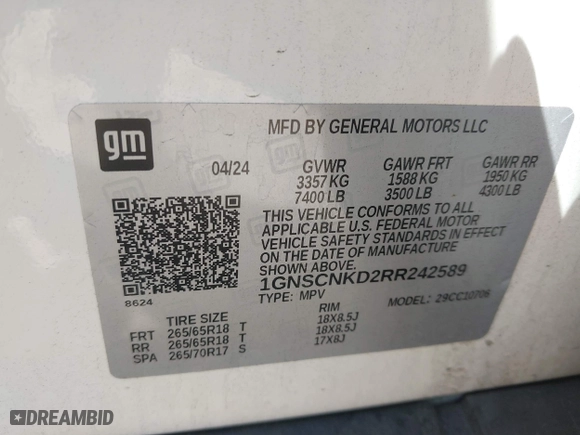 gm
MFD BY GENERAL MOTORS LLC
04/24 GVWR GAWR FRT GAWR RR
3357 KG 1588 KG 1950 KG
7400 LB 3500 LB 4300 LB
THIS VEHICLE CONFORMS TO ALL
APPLICABLE U.S. FEDERAL MOTOR
VEHICLE SAFETY STANDARDS IN EFFECT
ON THE DATE OF MANUFACTURE
1GNSCNKD2RR242589
8624
TYPE: MPV MODEL: 29CC10706
TIRE SIZE RIM
FRT 265/65R18 T 18X8.5J
RR 265/65R18 T 18X8.5J
SPA 265/70R17 S 17X8J
DREAMBID